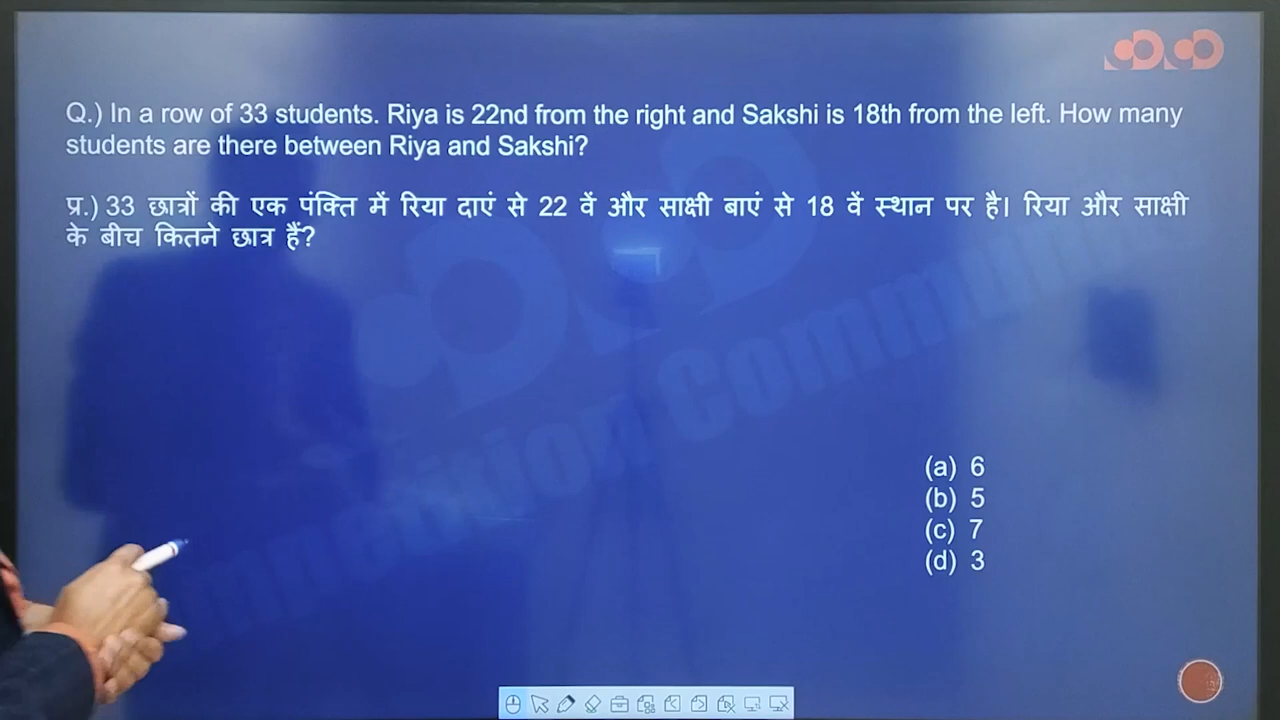 Q.) In a row of 33 students. Riya is 22nd from the right and Sakshi is 18th from the left. How many
students are there between Riya and Sakshi?
प्र.) 33 छात्रों की एक पंक्ति में रिया दाएं से 22 वें और साक्षी बाएं से 18 वें स्थान पर है। रिया और साक्षी
के बीच कितने छात्र हैं?
(a) 6
(b) 5
(c) 7
(d) 3